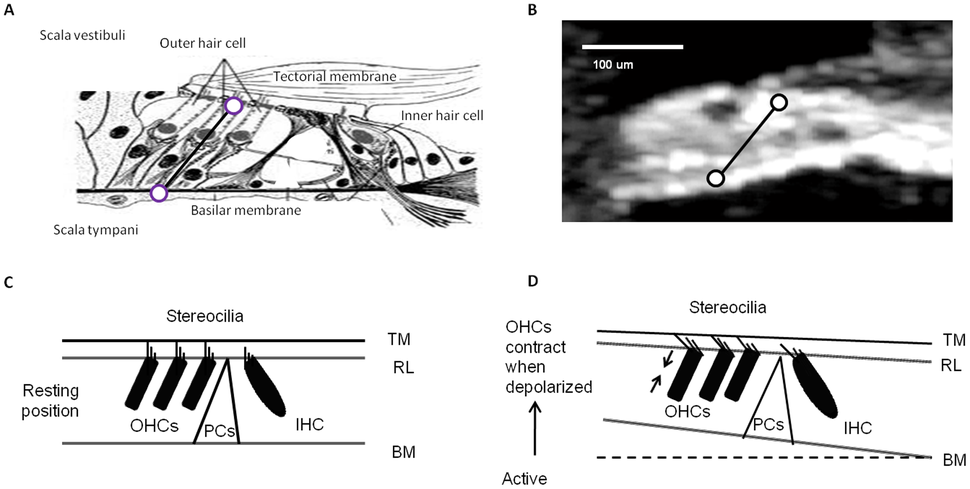 A
Scala vestibuli
Outer hair cell
Tectorial membrane
Inner hair cell
Basilar membrane
Scala tympani
B
100 um
C
Stereocilia
TM
RL
Resting
position
OHCs
PCs
IHC
BM
D
Stereocilia
OHCs
contract
when
depolarized
TM
RL
OHCs
PCs
IHC
BM
Active